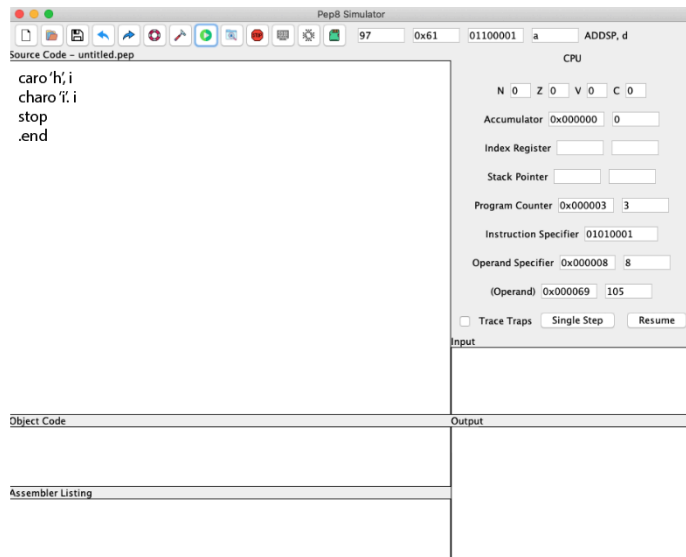 Pep8 Simulator
97 0x61 01100001 a ADDSP, d
Source Code – untitled.pep
caro ‘h’, i
charo ‘i’. i
stop
.end
CPU
N 0 Z 0 V 0 C 0
Accumulator 0x000000 0
Index Register
Stack Pointer
Program Counter 0x000003 3
Instruction Specifier 01010001
Operand Specifier 0x000008 8
(Operand) 0x000069 105
Trace Traps Single Step Resume
Input
Object Code
Output
Assembler Listing